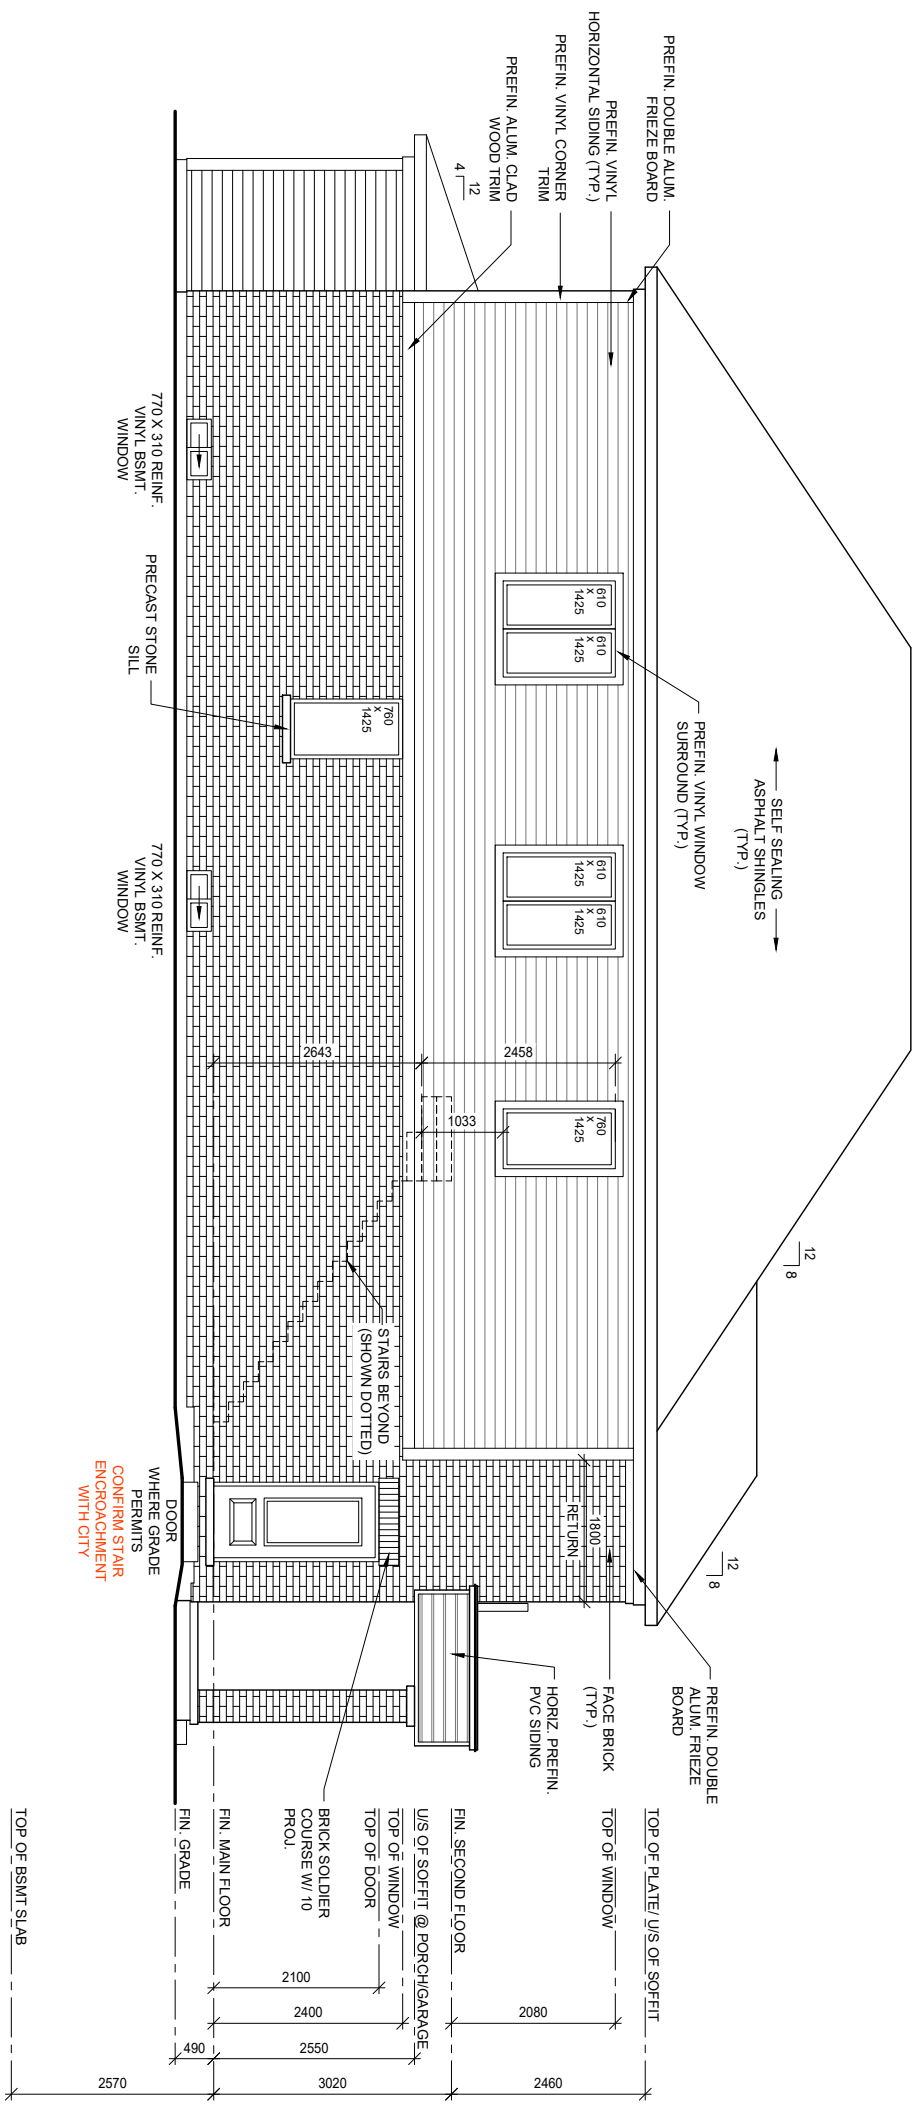 PREFIN. DOUBLE ALUM.
FRIEZE BOARD
PREFIN. VINYL
HORIZONTAL SIDING (TYP.)
PREFIN. VINYL CORNER
TRIM
PREFIN. ALUM. CLAD
WOOD TRIM
12
4
SELF SEALING
ASPHALT SHINGLES
(TYP.)
PREFIN. VINYL WINDOW
SURROUND (TYP.)
12
8
12
8
610
X
1425
610
X
1425
610
X
1425
610
X
1425
760
X
1425
760
X
1425
2458
1033
2643
1800
RETURN
STAIRS BEYOND
(SHOWN DOTTED)
770 X 310 REINF.
VINYL BSMT.
WINDOW
PRECAST STONE
SILL
770 X 310 REINF.
VINYL BSMT.
WINDOW
DOOR
WHERE GRADE
PERMITS
CONFIRM STAIR
ENCROACHMENT
WITH CITY
PREFIN. DOUBLE
ALUM. FRIEZE
BOARD
FACE BRICK
(TYP.)
HORIZ. PREFIN.
PVC SIDING
BRICK SOLDIER
COURSE W/ 10
PROJ.
TOP OF PLATE/ U/S OF SOFFIT
TOP OF WINDOW
FIN. SECOND FLOOR
U/S OF SOFFIT @ PORCH/GARAGE
TOP OF WINDOW
TOP OF DOOR
FIN. MAIN FLOOR
FIN. GRADE
TOP OF BSMT SLAB
2100
2400
2080
490
2550
2570
3020
2460